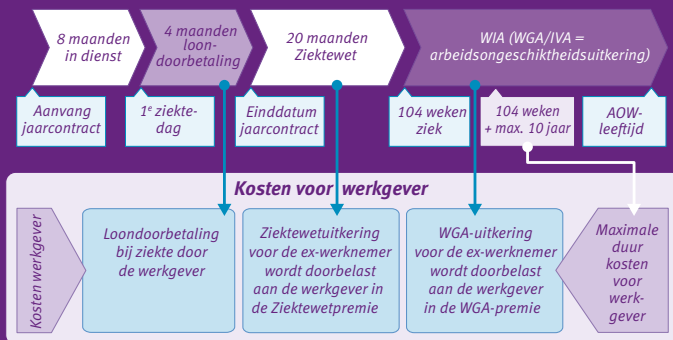 8 maanden
in dienst
4 maanden
loon-
doorbetaling
20 maanden
Ziektewet
WIA (WGA/IVA =
arbeidsongeschiktheidsuitkering)
Aanvang
jaarcontract
1e ziekte-
dag
Einddatum
jaarcontract
104 weken
ziek
104 weken
+ max. 10 jaar
AOW-
leeftijd
Kosten voor werkgever
Kosten werkgever
Loondoorbetaling
bij ziekte door
de werkgever
Ziektewetuitkering
voor de ex-werknemer
wordt doorbelast
aan de werkgever in
de Ziektewetpremie
WGA-uitkering
voor de ex-werknemer
wordt doorbelast
aan de werkgever
in de WGA-premie
Maximale
duur
kosten
voor
werk-
gever